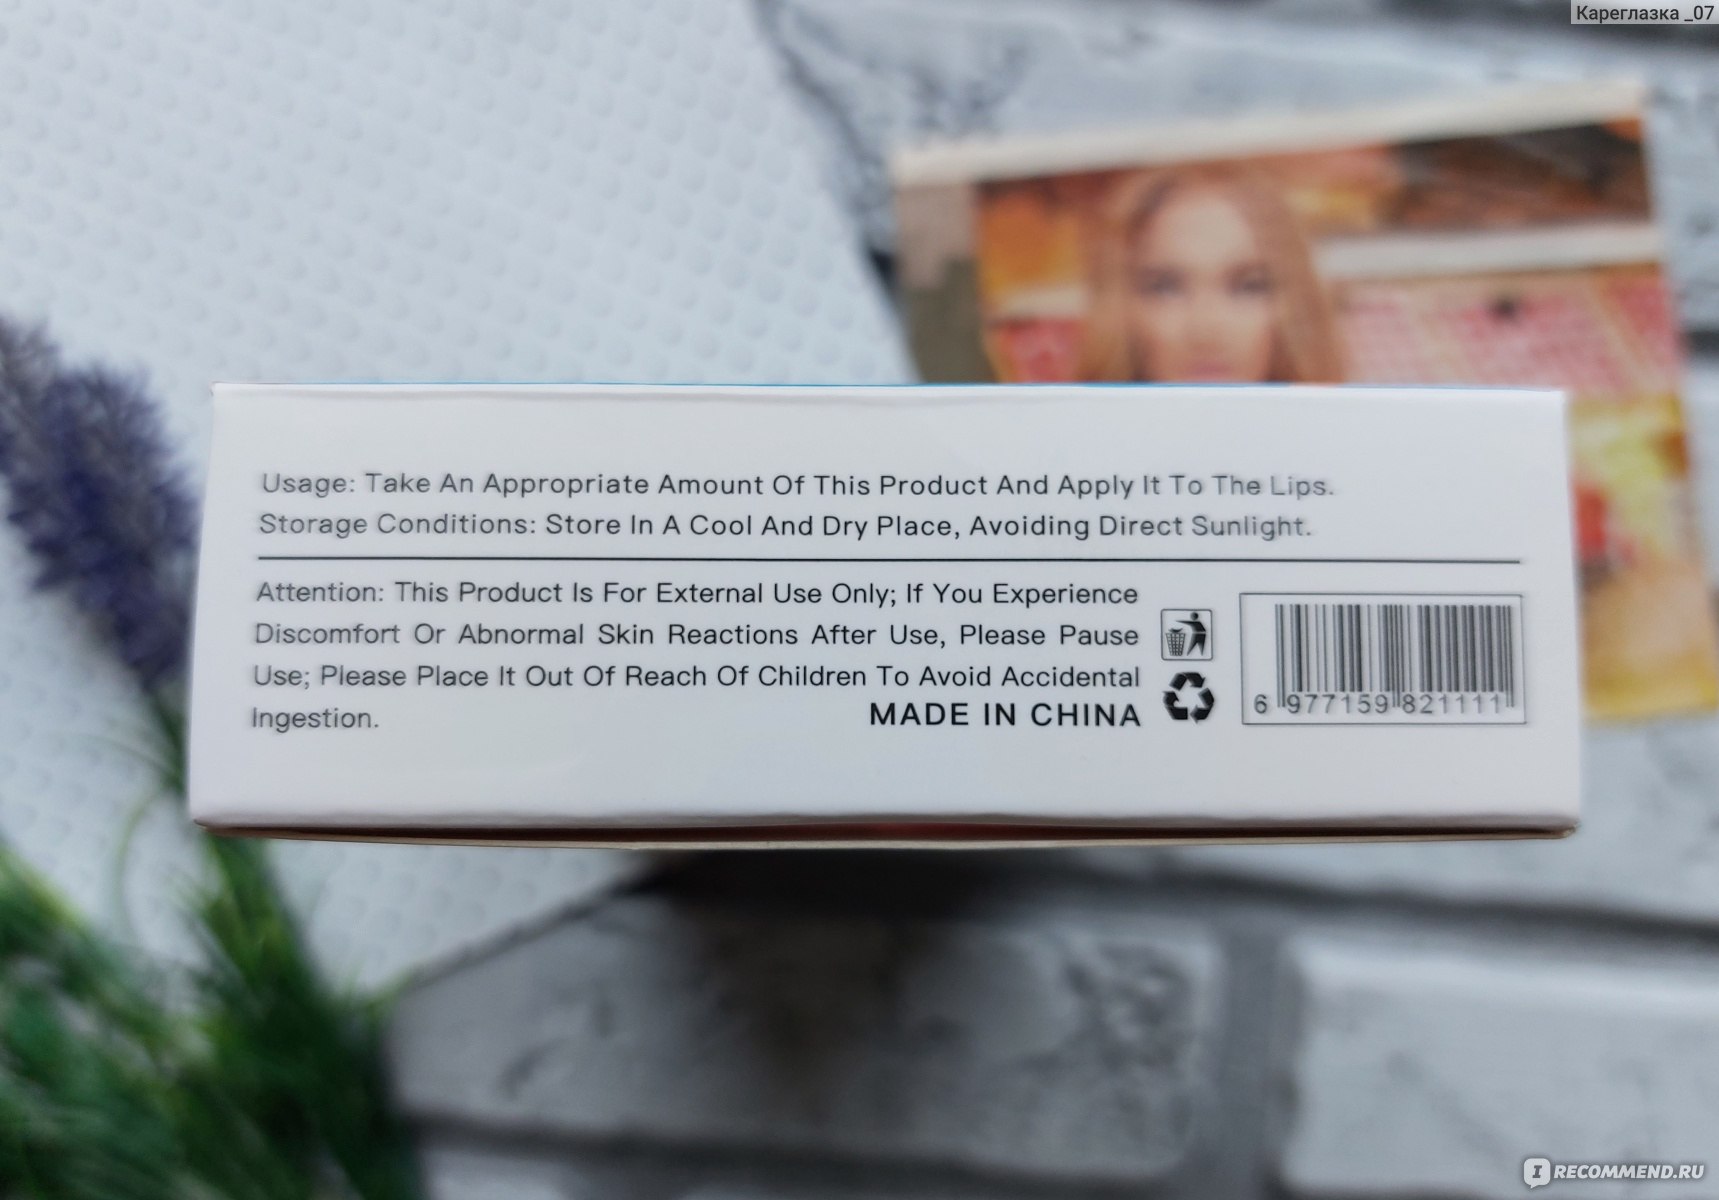 Кареглазка _07
Usage: Take An Appropriate Amount Of This Product And Apply It To The Lips.
Storage Conditions: Store In A Cool And Dry Place, Avoiding Direct Sunlight.
Attention: This Product Is For External Use Only; If You Experience
Discomfort Or Abnormal Skin Reactions After Use, Please Pause
Use; Please Place It Out Of Reach Of Children To Avoid Accidental
Ingestion.
MADE IN CHINA
6 977159 821111
IRECOMMEND.RU